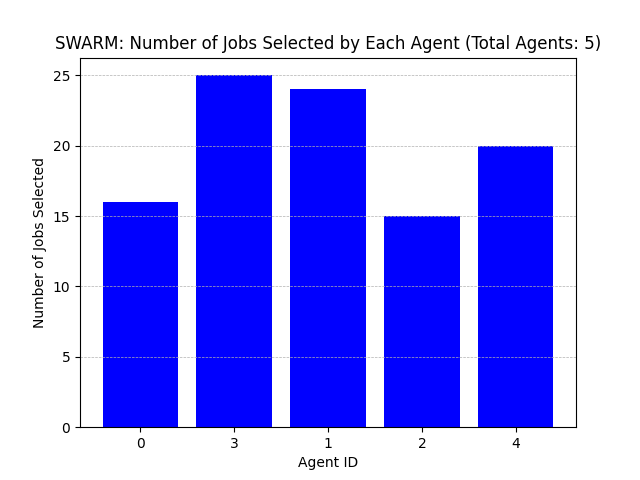 SWARM: Number of Jobs Selected by Each Agent (Total Agents: 5)
25
20
15
10
5
0
Number of Jobs Selected
0 3 1 2 4
Agent ID